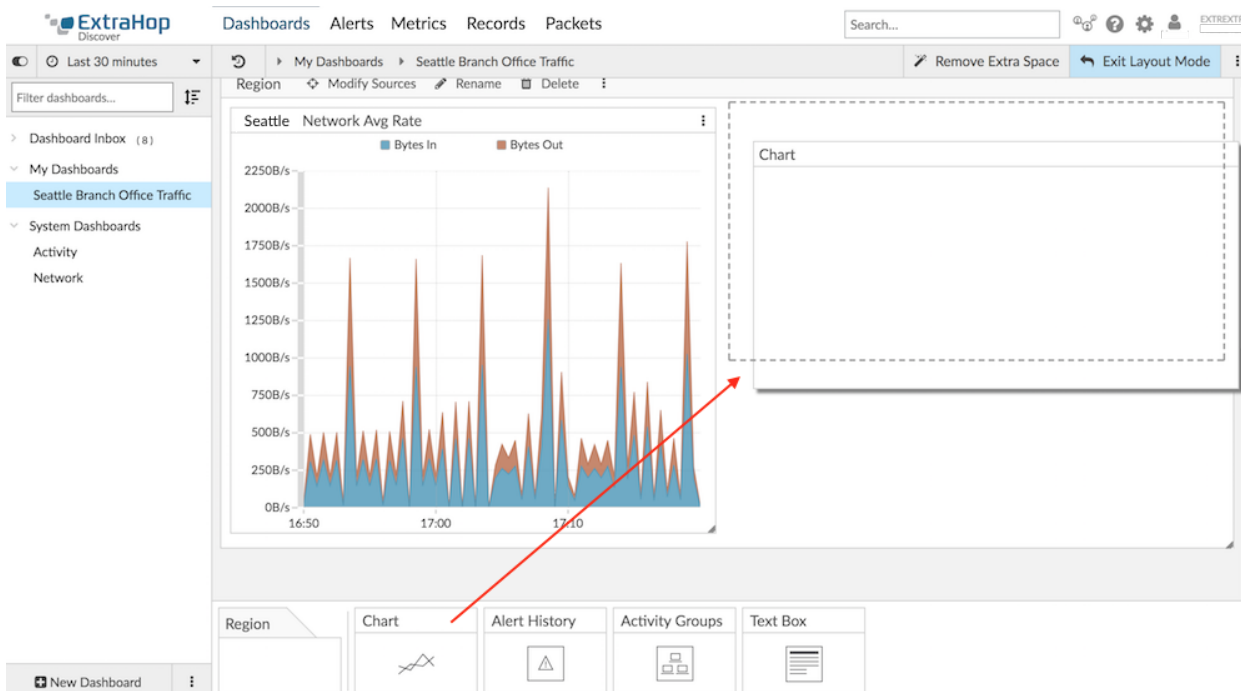 ExtraHop
Discover
Dashboards Alerts Metrics Records Packets
Search...
Last 30 minutes
My Dashboards Seattle Branch Office Traffic
Remove Extra Space
Exit Layout Mode
Filter dashboards...
Dashboard Inbox (8)
My Dashboards
Seattle Branch Office Traffic
System Dashboards
Activity
Network
New Dashboard
Region Modify Sources Rename Delete
Seattle Network Avg Rate
Bytes In Bytes Out
2250B/s
2000B/s
1750B/s
1500B/s
1250B/s
1000B/s
750B/s
500B/s
250B/s
0B/s
16:50 17:00 17:10
Chart
Region
Chart
Alert History
Activity Groups
Text Box